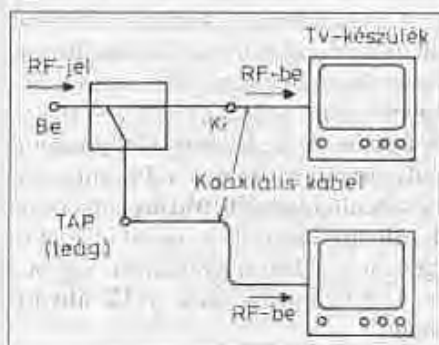 Tv-készülék
RF-jel
RF-be
Be
Ki
Koaxiális kábel
TAP
(leág)
RF-be